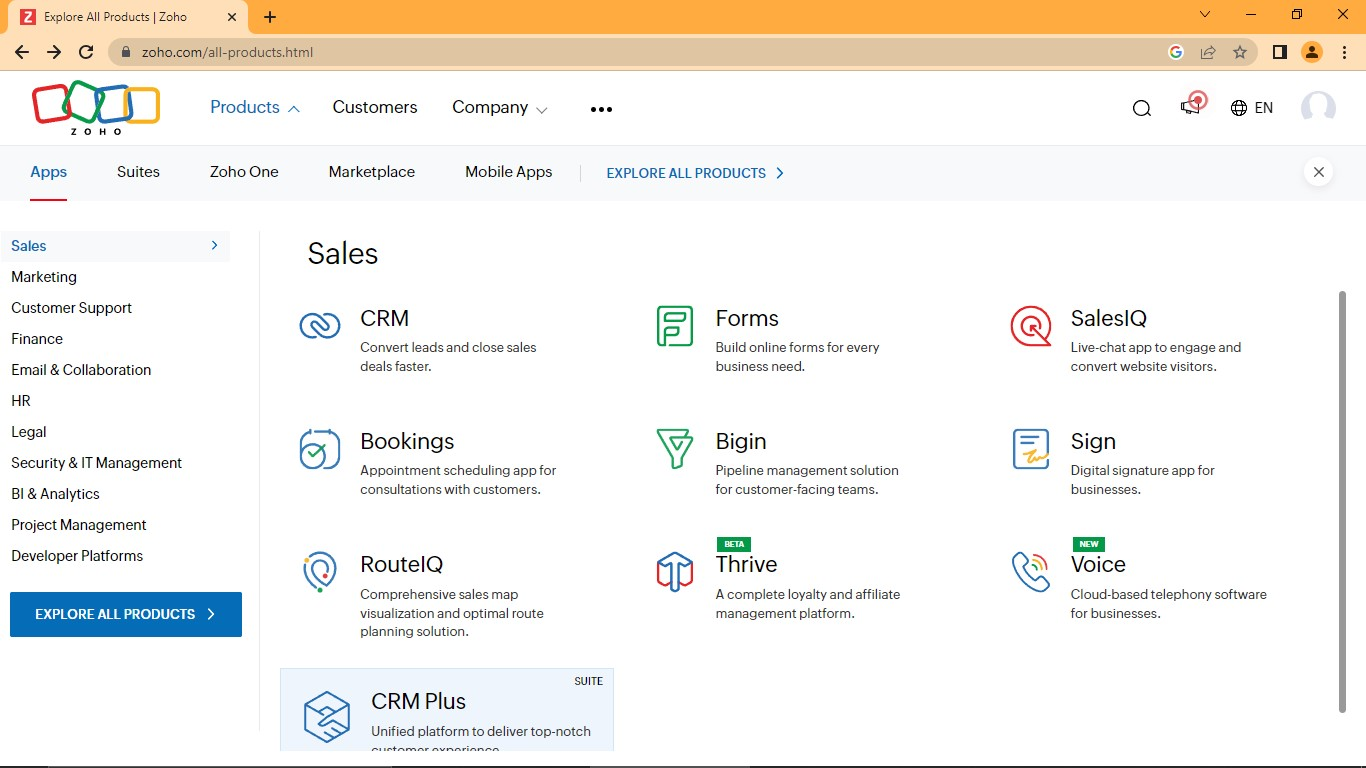 Explore All Products | Zoho
zoho.com/all-products.html
ZOHO
Products
Customers
Company
EN
Apps
Suites
Zoho One
Marketplace
Mobile Apps
EXPLORE ALL PRODUCTS
Sales
Marketing
Customer Support
Finance
Email & Collaboration
HR
Legal
Security & IT Management
BI & Analytics
Project Management
Developer Platforms
EXPLORE ALL PRODUCTS
Sales
CRM
Convert leads and close sales
deals faster.
Forms
Build online forms for every
business need.
SalesIQ
Live-chat app to engage and
convert website visitors.
Bookings
Appointment scheduling app for
consultations with customers.
Bigin
Pipeline management solution
for customer-facing teams.
Sign
Digital signature app for
businesses.
RouteIQ
Comprehensive sales map
visualization and optimal route
planning solution.
BETA
Thrive
A complete loyalty and affiliate
management platform.
NEW
Voice
Cloud-based telephony software
for businesses.
SUITE
CRM Plus
Unified platform to deliver top-notch
customer experience